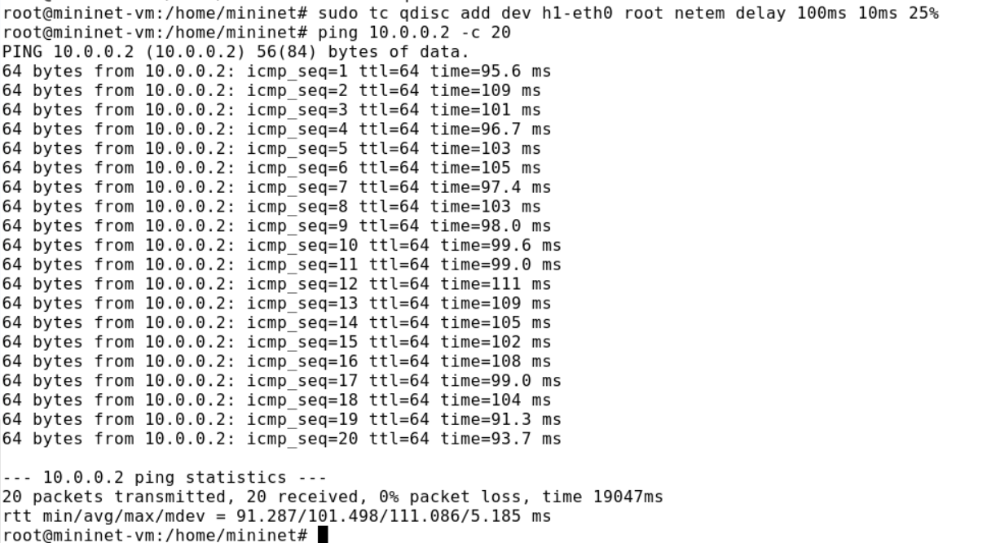 root@mininet-vm:/home/mininet# sudo tc qdisc add dev h1-eth0 root netem delay 100ms 10ms 25%
root@mininet-vm:/home/mininet# ping 10.0.0.2 -c 20
PING 10.0.0.2 (10.0.0.2) 56(84) bytes of data.
64 bytes from 10.0.0.2: icmp_seq=1 ttl=64 time=95.6 ms
64 bytes from 10.0.0.2: icmp_seq=2 ttl=64 time=109 ms
64 bytes from 10.0.0.2: icmp_seq=3 ttl=64 time=101 ms
64 bytes from 10.0.0.2: icmp_seq=4 ttl=64 time=96.7 ms
64 bytes from 10.0.0.2: icmp_seq=5 ttl=64 time=103 ms
64 bytes from 10.0.0.2: icmp_seq=6 ttl=64 time=105 ms
64 bytes from 10.0.0.2: icmp_seq=7 ttl=64 time=97.4 ms
64 bytes from 10.0.0.2: icmp_seq=8 ttl=64 time=103 ms
64 bytes from 10.0.0.2: icmp_seq=9 ttl=64 time=98.0 ms
64 bytes from 10.0.0.2: icmp_seq=10 ttl=64 time=99.6 ms
64 bytes from 10.0.0.2: icmp_seq=11 ttl=64 time=99.0 ms
64 bytes from 10.0.0.2: icmp_seq=12 ttl=64 time=111 ms
64 bytes from 10.0.0.2: icmp_seq=13 ttl=64 time=109 ms
64 bytes from 10.0.0.2: icmp_seq=14 ttl=64 time=105 ms
64 bytes from 10.0.0.2: icmp_seq=15 ttl=64 time=102 ms
64 bytes from 10.0.0.2: icmp_seq=16 ttl=64 time=108 ms
64 bytes from 10.0.0.2: icmp_seq=17 ttl=64 time=99.0 ms
64 bytes from 10.0.0.2: icmp_seq=18 ttl=64 time=104 ms
64 bytes from 10.0.0.2: icmp_seq=19 ttl=64 time=91.3 ms
64 bytes from 10.0.0.2: icmp_seq=20 ttl=64 time=93.7 ms

--- 10.0.0.2 ping statistics ---
20 packets transmitted, 20 received, 0% packet loss, time 19047ms
rtt min/avg/max/mdev = 91.287/101.498/111.086/5.185 ms
root@mininet-vm:/home/mininet#